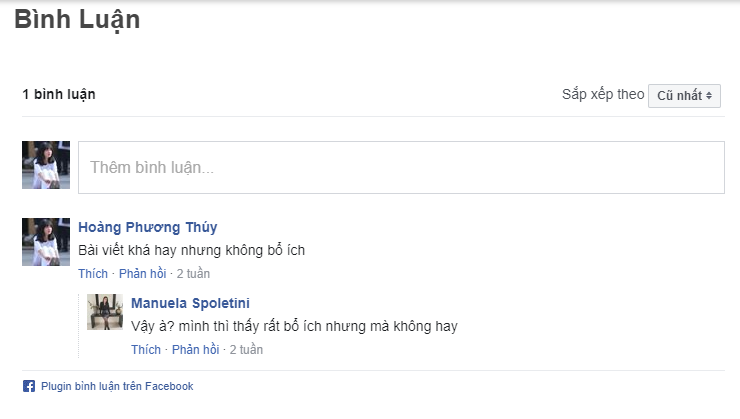 Bình Luận
1 bình luận
Sắp xếp theo Cũ nhất
Thêm bình luận...
Hoàng Phương Thúy
Bài viết khá hay nhưng không bổ ích
Thích · Phản hồi · 2 tuần
Manuela Spoletini
Vậy à? mình thì thấy rất bổ ích nhưng mà không hay
Thích · Phản hồi · 2 tuần
Plugin bình luận trên Facebook